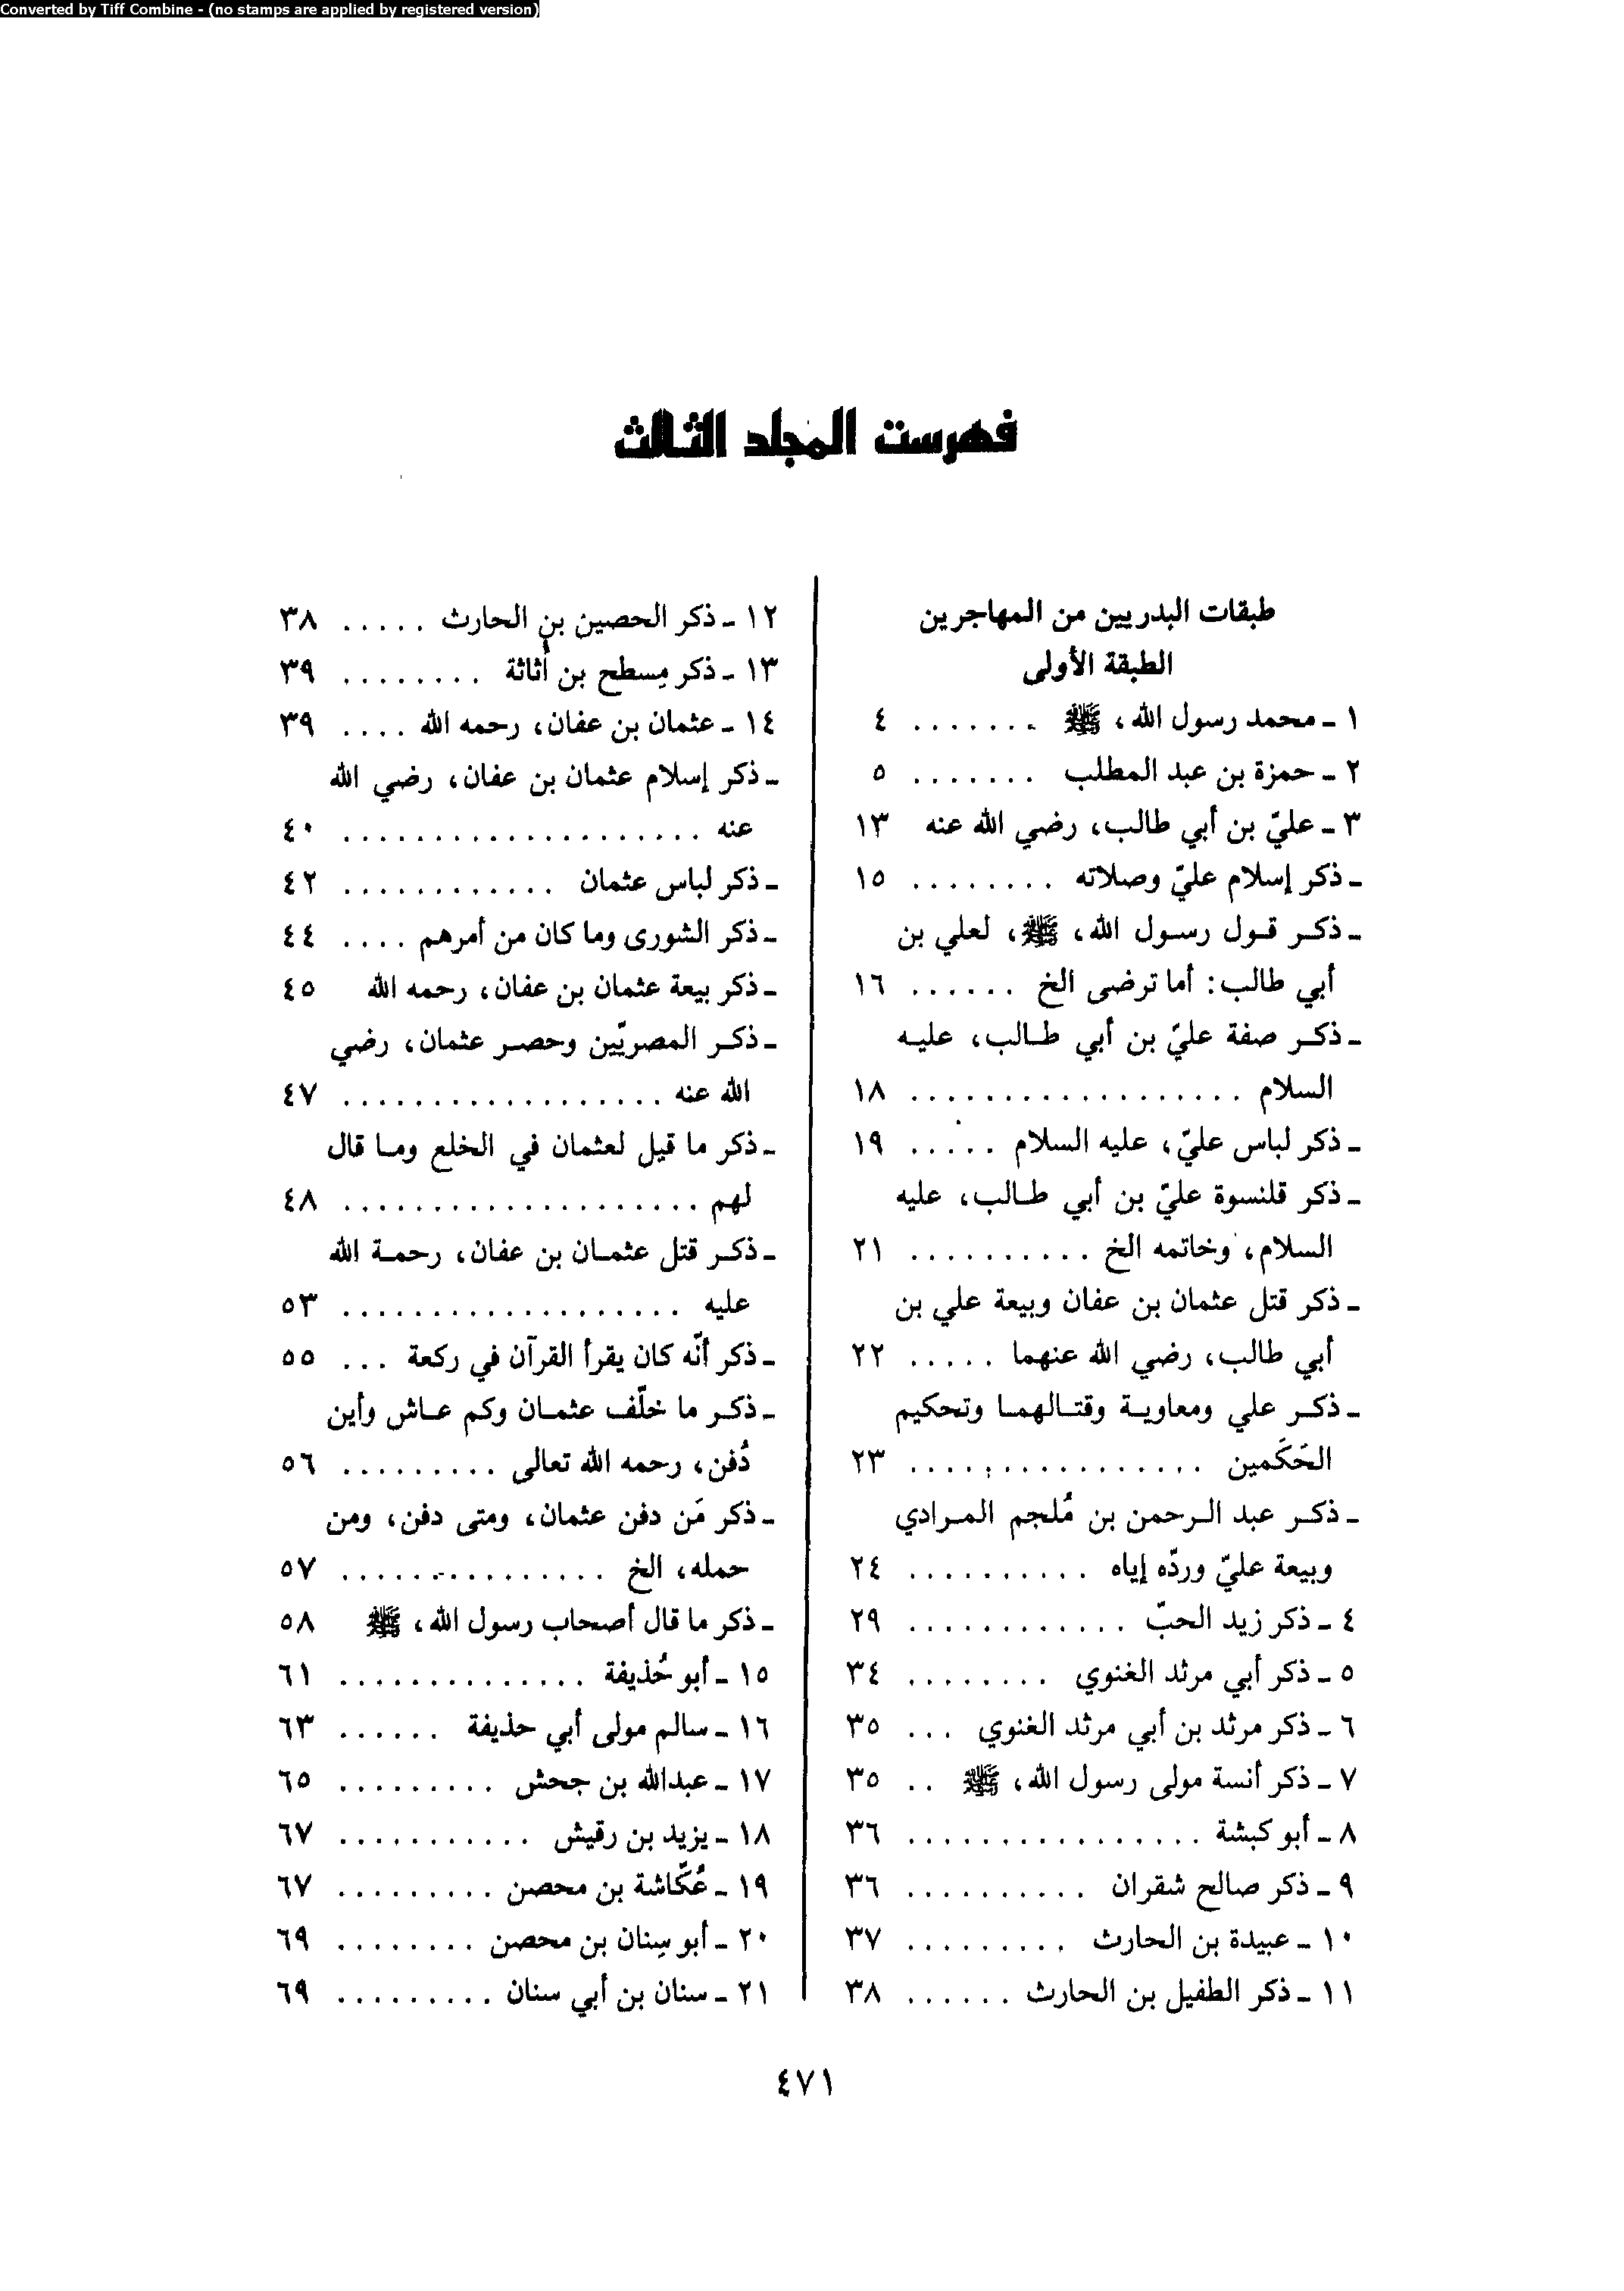 Converted by Tiff Combine - (no stamps are applied by registered version)
فهرست المجلد الثالث
طبقات البدريين من المهاجرين
الطبقة الأولى
١ ـ محمد رسول الله، ﷺ . . . . . . . ٤
٢ ـ حمزة بن عبد المطلب . . . . . . . ٥
٣ ـ عليّ بن أبي طالب، رضي الله عنه ١٣
ـ ذكر إسلام عليّ وصلاته . . . . . . . . ١٥
ـ ذكر قول رسول الله، ﷺ، لعلي بن
أبي طالب: أما ترضى الخ . . . . . . ١٦
ـ ذكر صفة عليّ بن أبي طالب، عليه
السلام . . . . . . . . . . . . . . . . . . ١٨
ـ ذكر لباس عليّ، عليه السلام . . . . . ١٩
ـ ذكر قلنسوة عليّ بن أبي طالب، عليه
السلام، وخاتمه الخ . . . . . . . . . . ٢١
ـ ذكر قتل عثمان بن عفان وبيعة علي بن
أبي طالب، رضي الله عنهما . . . . . ٢٢
ـ ذكر علي ومعاوية وقتالهما وتحكيم
الحَكَمين . . . . . . . . . . . . . . . . ٢٣
ـ ذكر عبد الرحمن بن مُلجم المرادي
وبيعة عليّ وردّه إياه . . . . . . . . . . ٢٤
٤ ـ ذكر زيد الحبّ . . . . . . . . . . . . ٢٩
٥ ـ ذكر أبي مرثد الغنوي . . . . . . . . ٣٤
٦ ـ ذكر مرثد بن أبي مرثد الغنوي . . . ٣٥
٧ ـ ذكر أنسة مولى رسول الله، ﷺ . . ٣٥
٨ ـ أبو كبشة . . . . . . . . . . . . . . . . ٣٦
٩ ـ ذكر صالح شقران . . . . . . . . . . ٣٦
١٠ ـ عبيدة بن الحارث . . . . . . . . . ٣٧
١١ ـ ذكر الطفيل بن الحارث . . . . . . ٣٨
١٢ ـ ذكر الحصين بن الحارث . . . . . ٣٨
١٣ ـ ذكر مِسطح بن أُثاثة . . . . . . . . ٣٩
١٤ ـ عثمان بن عفان، رحمه الله . . . . ٣٩
ـ ذكر إسلام عثمان بن عفان، رضي الله
عنه . . . . . . . . . . . . . . . . . . . . ٤٠
ـ ذكر لباس عثمان . . . . . . . . . . . . ٤٢
ـ ذكر الشورى وما كان من أمرهم . . . . ٤٤
ـ ذكر بيعة عثمان بن عفان، رحمه الله ٤٥
ـ ذكر المصريّين وحصر عثمان، رضي
الله عنه . . . . . . . . . . . . . . . . . . ٤٧
ـ ذكر ما قيل لعثمان في الخلع وما قال
لهم . . . . . . . . . . . . . . . . . . . . ٤٨
ـ ذكر قتل عثمان بن عفان، رحمة الله
عليه . . . . . . . . . . . . . . . . . . . ٥٣
ـ ذكر أنّه كان يقرأ القرآن في ركعة . . . ٥٥
ـ ذكر ما خلّف عثمان وكم عاش وأين
دُفن، رحمه الله تعالى . . . . . . . . . ٥٦
ـ ذكر مَن دفن عثمان، ومتى دفن، ومن
حمله، الخ . . . . . . . . . . . . . . . ٥٧
ـ ذكر ما قال أصحاب رسول الله، ﷺ ٥٨
١٥ ـ أبو حُذيفة . . . . . . . . . . . . . . ٦١
١٦ ـ سالم مولى أبي حذيفة . . . . . . ٦٣
١٧ ـ عبدالله بن جحش . . . . . . . . . ٦٥
١٨ ـ يزيد بن رقيش . . . . . . . . . . . ٦٧
١٩ ـ عُكّاشة بن محصن . . . . . . . . . ٦٧
٢٠ ـ أبو سِنان بن محصن . . . . . . . . ٦٩
٢١ ـ سنان بن أبي سنان . . . . . . . . . ٦٩
٤٧١